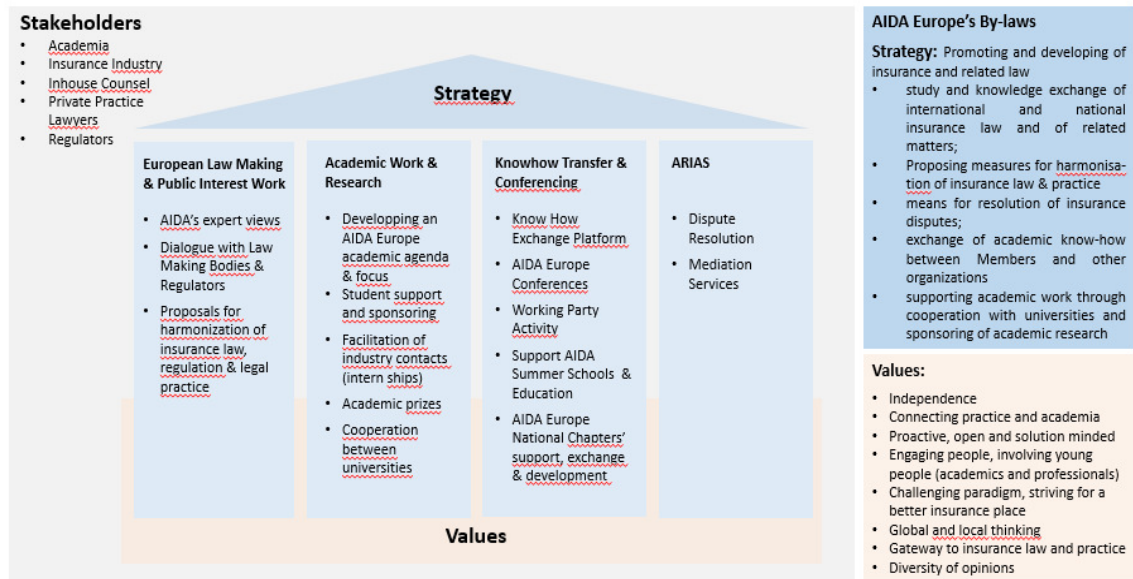 Stakeholders
• Academia
• Insurance Industry
• Inhouse Counsel
• Private Practice
Lawyers
• Regulators
Strategy
European Law Making
& Public Interest Work
• AIDA's expert views
• Dialogue with Law
Making Bodies &
Regulators
• Proposals for
harmonization of
insurance law,
regulation & legal
practice
Academic Work &
Research
• Developping an
AIDA Europe
academic agenda
& focus
• Student support
and sponsoring
• Facilitation of
industry contacts
(intern ships)
• Academic prizes
• Cooperation
between
universities
Knowhow Transfer &
Conferencing
• Know How
Exchange Platform
• AIDA Europe
Conferences
• Working Party
Activity
• Support AIDA
Summer Schools &
Education
• AIDA Europe
National Chapters'
support, exchange
& development
ARIAS
• Dispute
Resolution
• Mediation
Services
Values
AIDA Europe's By-laws
Strategy: Promoting and developing of
insurance and related law
• study and knowledge exchange of
international and national
insurance law and of related
matters;
• Proposing measures for harmonisa-
tion of insurance law & practice
• means for resolution of insurance
disputes;
• exchange of academic know-how
between Members and other
organizations
• supporting academic work through
cooperation with universities and
sponsoring of academic research
Values:
• Independence
• Connecting practice and academia
• Proactive, open and solution minded
• Engaging people, involving young
people (academics and professionals)
• Challenging paradigm, striving for a
better insurance place
• Global and local thinking
• Gateway to insurance law and practice
• Diversity of opinions